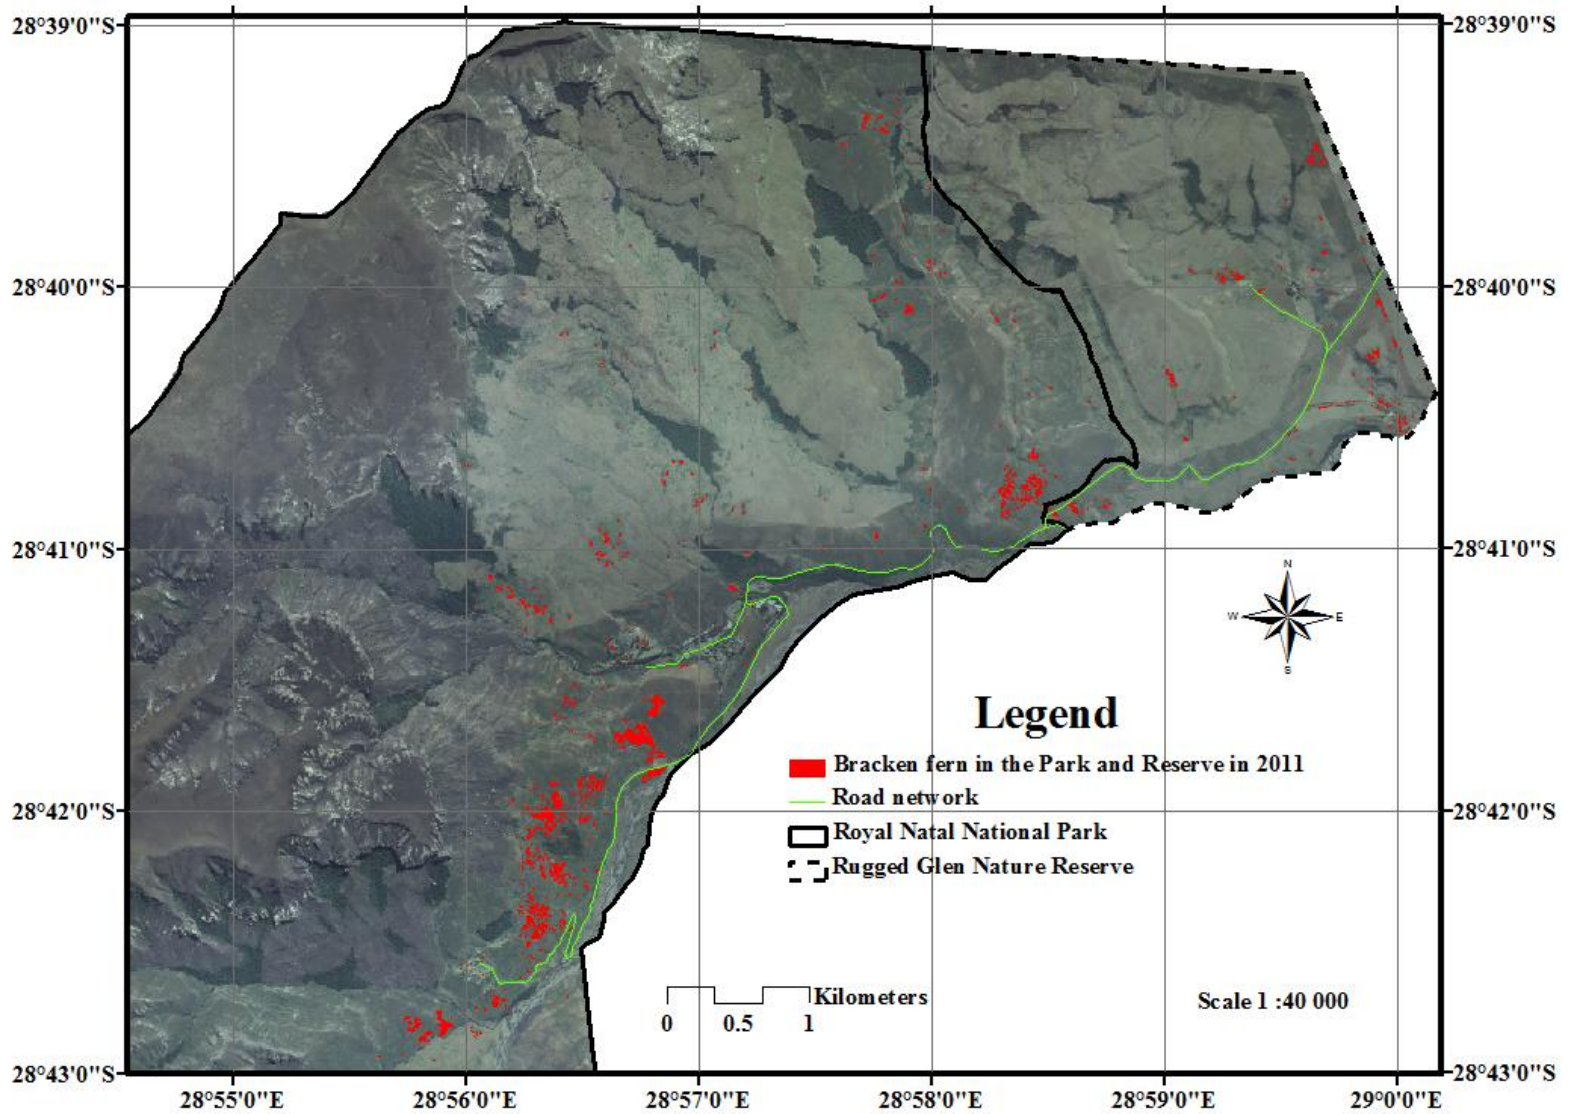 28°39'0"S
28°39'0"S
28°40'0"S
28°40'0"S
28°41'0"S
28°41'0"S
N
W
E
S
Legend
Bracken fern in the Park and Reserve in 2011
Road network
28°42'0"S
28°42'0"S
Royal Natal National Park
Rugged Glen Nature Reserve
Kilometers
0 0.5 1
Scale 1 :40 000
28°43'0"S
28°43'0"S
28°55'0"E 28°56'0"E 28°57'0"E 28°58'0"E 28°59'0"E 29°0'0"E